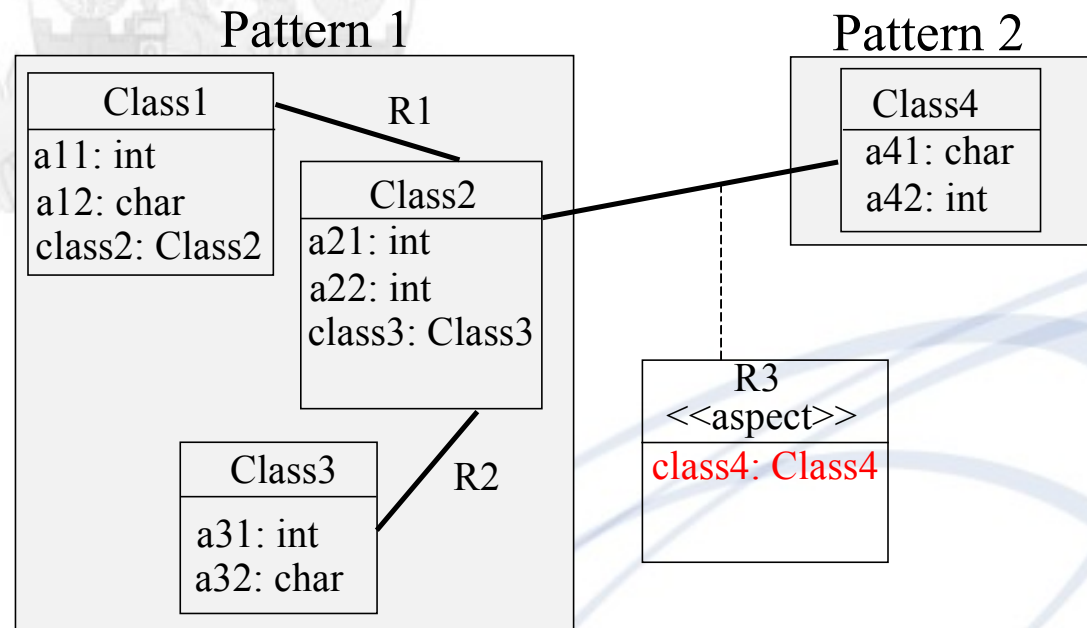 Pattern 1
Class1
a11: int
a12: char
class2: Class2
R1
Class2
a21: int
a22: int
class3: Class3
Class3
a31: int
a32: char
R2
Pattern 2
Class4
a41: char
a42: int
R3
<<aspect>>
class4: Class4